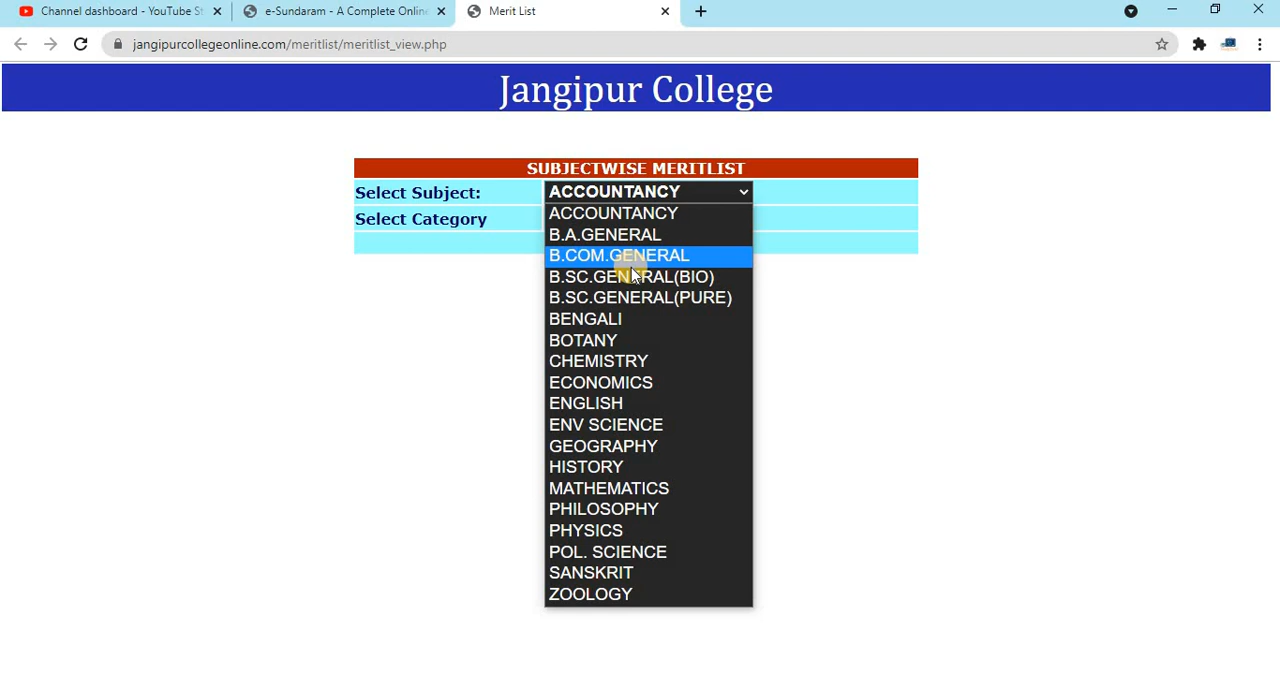 Channel dashboard - YouTube St
e-Sundaram - A Complete Online
Merit List
jangipurcollegeonline.com/meritlist/meritlist_view.php
Jangipur College
SUBJECTWISE MERITLIST
Select Subject: ACCOUNTANCY
Select Category
ACCOUNTANCY
B.A.GENERAL
B.COM.GENERAL
B.SC.GENERAL(BIO)
B.SC.GENERAL(PURE)
BENGALI
BOTANY
CHEMISTRY
ECONOMICS
ENGLISH
ENV SCIENCE
GEOGRAPHY
HISTORY
MATHEMATICS
PHILOSOPHY
PHYSICS
POL. SCIENCE
SANSKRIT
ZOOLOGY